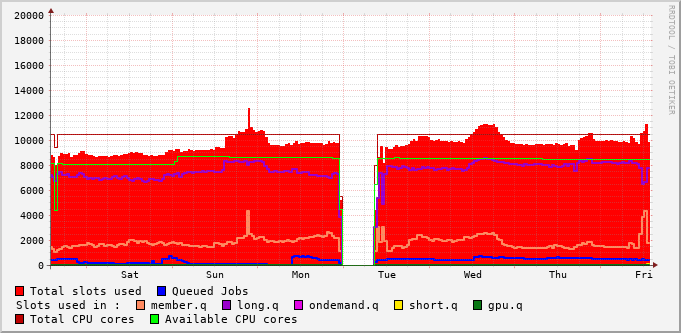 20000
18000
16000
14000
12000
10000
8000
6000
4000
2000
0
Sat Sun Mon Tue Wed Thu Fri
RRDTOOL / TOBI OETIKER
Total slots used Queued Jobs
Slots used in : member.q long.q ondemand.q short.q gpu.q
Total CPU cores Available CPU cores